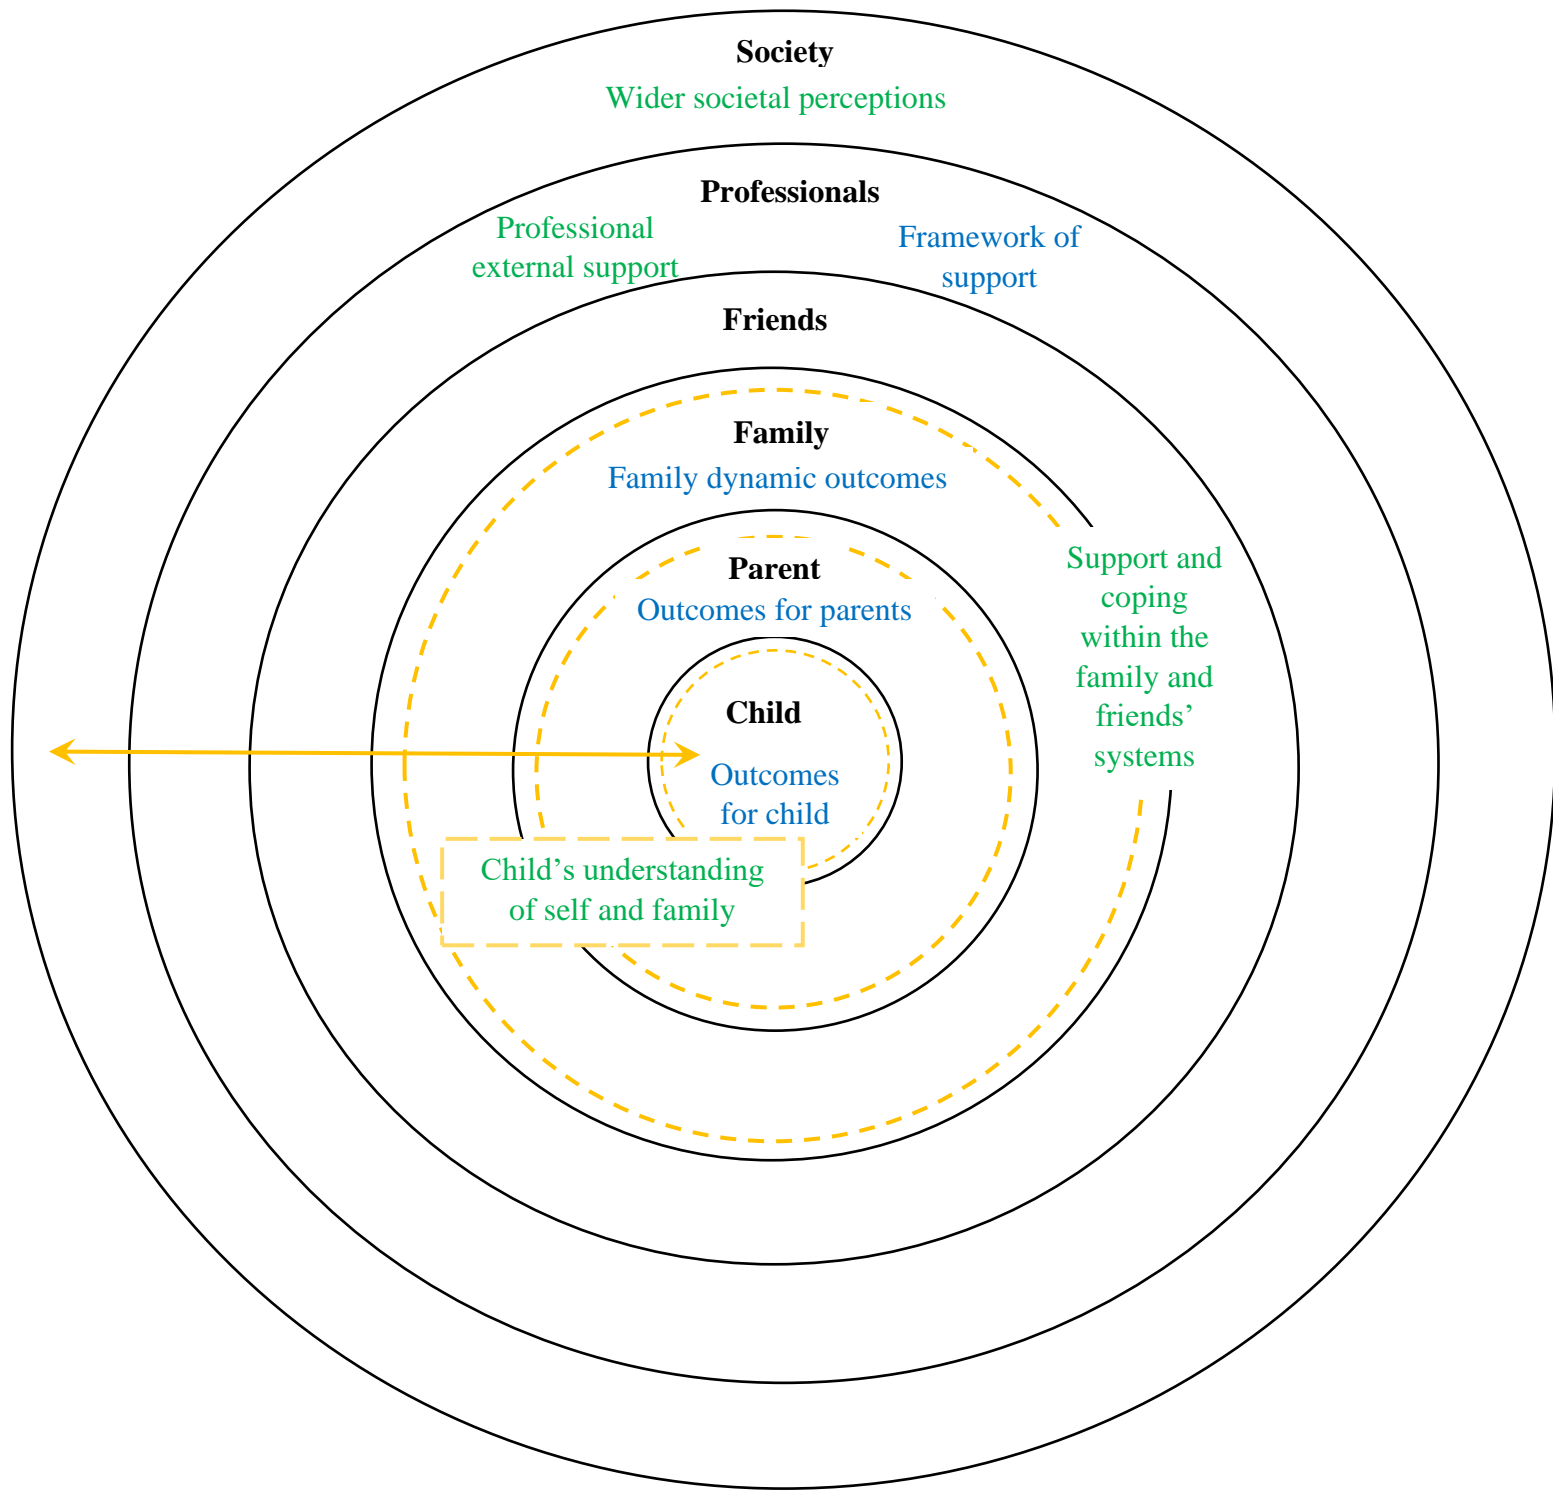 Society
Wider societal perceptions
Professionals
Professional
external support
Framework of
support
Friends
Family
Family dynamic outcomes
Parent
Outcomes for parents
Support and
coping
within the
family and
friends’
systems
Child
Outcomes
for child
Child’s understanding
of self and family